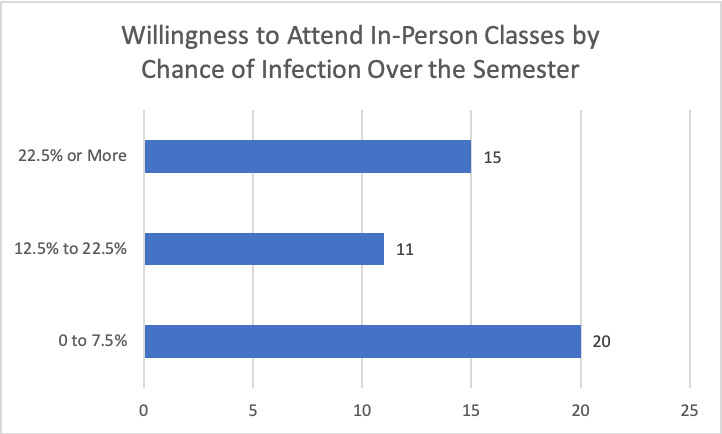 Willingness to Attend In-Person Classes by
Chance of Infection Over the Semester
22.5% or More
15
12.5% to 22.5%
11
0 to 7.5%
20
0 5 10 15 20 25